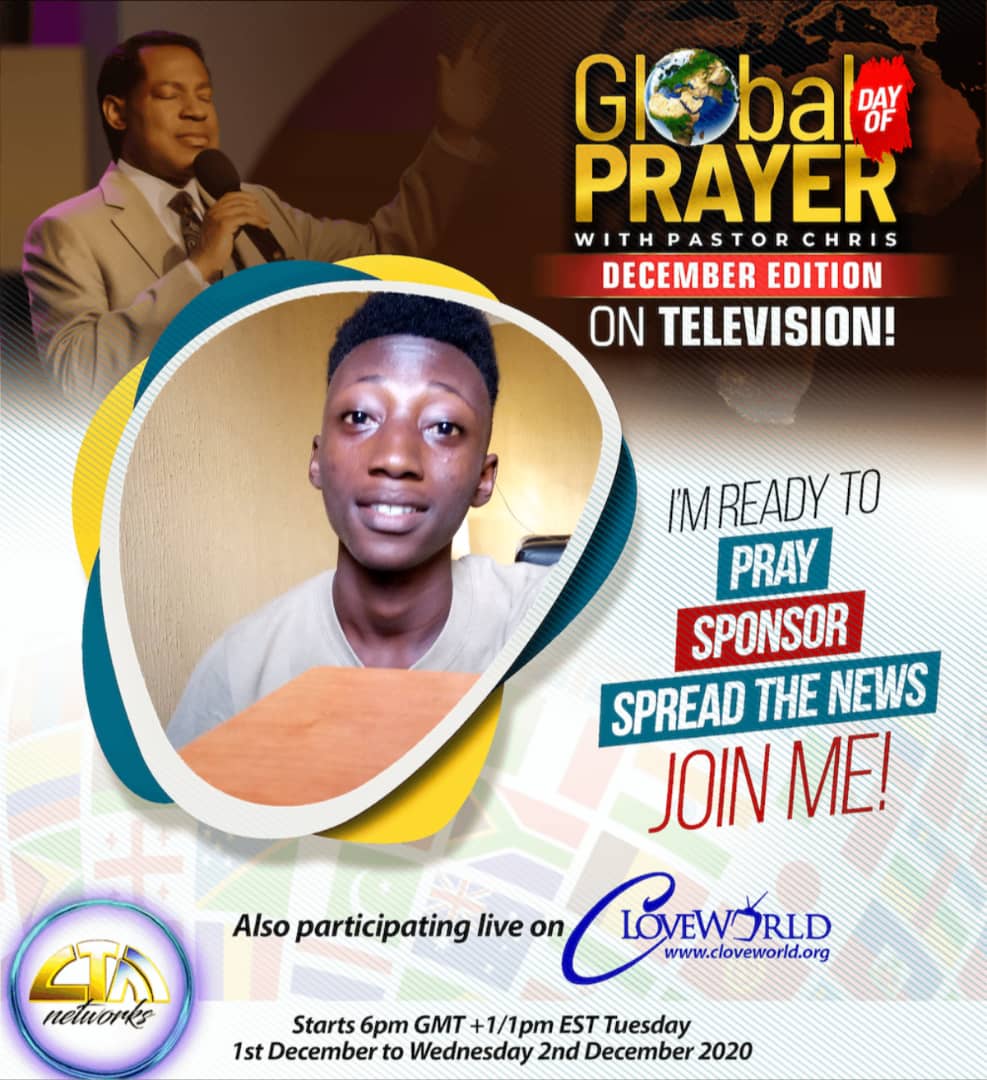 Global DAY
OF
PRAYER
WITH PASTOR CHRIS
DECEMBER EDITION
ON TELEVISION!
I'M READY TO
PRAY
SPONSOR
SPREAD THE NEWS
JOIN ME!
Also participating live on
CLOVEWORLD
www.cloveworld.org
networks
Starts 6pm GMT +1/1pm EST Tuesday
1st December to Wednesday 2nd December 2020